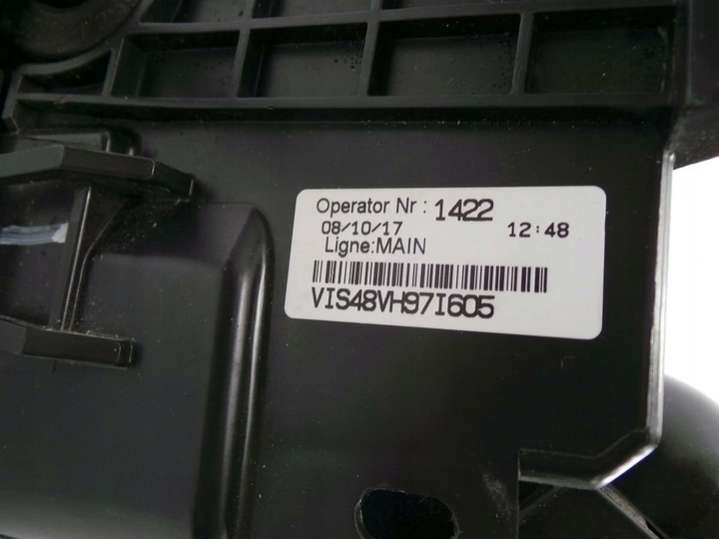 Operator Nr : 1422
08/10/17 12:48
Ligne:MAIN
VIS48VH97I605